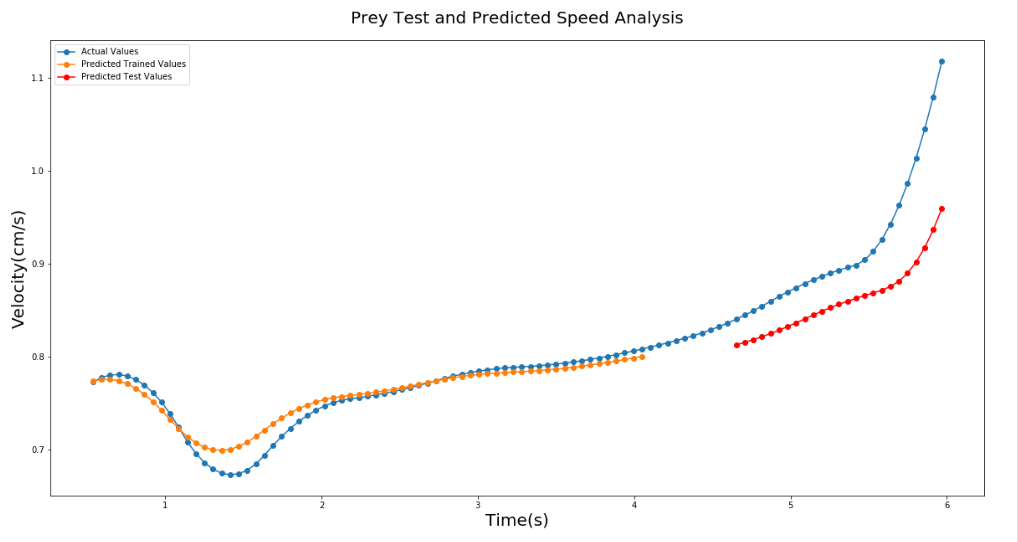 Prey Test and Predicted Speed Analysis
Actual Values
Predicted Trained Values
Predicted Test Values
1.1
1.0
0.9
0.8
0.7
Velocity(cm/s)
1 2 3 4 5 6
Time(s)